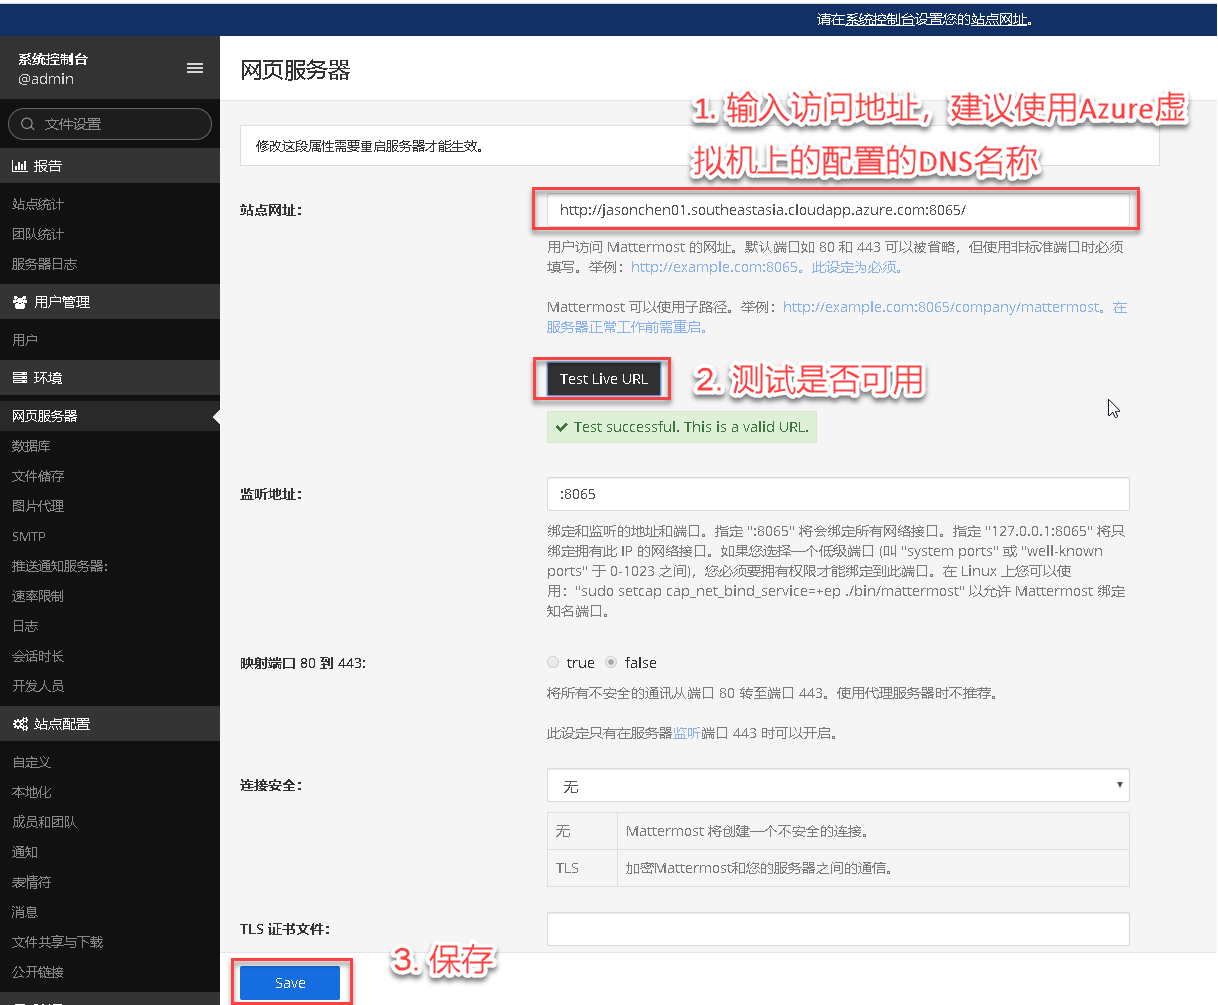 请在系统控制台设置您的站点网址。
系统控制台
@admin
文件设置
报告
站点统计
团队统计
服务器日志
用户管理
用户
环境
网页服务器
数据库
文件储存
图片代理
SMTP
推送通知服务器:
速率限制
日志
会话时长
开发人员
站点配置
自定义
本地化
成员和团队
通知
表情符
消息
文件共享与下载
公开链接
网页服务器
1. 输入访问地址，建议使用Azure虚
拟机上的配置的DNS名称
修改这段属性需要重启服务器才能生效。
站点网址:
http://jasonchen01.southeastasia.cloudapp.azure.com:8065/
用户访问 Mattermost 的网址。默认端口如 80 和 443 可以被省略，但使用非标准端口时必须
填写。举例：http://example.com:8065。此设定为必须。
Mattermost 可以使用子路径。举例：http://example.com:8065/company/mattermost。在
服务器正常工作前需重启。
Test Live URL
2. 测试是否可用
Test successful. This is a valid URL.
监听地址:
:8065
绑定和监听的地址和端口。指定 ":8065" 将会绑定所有网络接口。指定 "127.0.0.1:8065" 将只
绑定拥有此 IP 的网络接口。如果您选择一个低级端口 (叫 "system ports" 或 "well-known
ports" 于 0-1023 之间)，您必须要拥有权限才能绑定到此端口。在 Linux 上您可以使
用："sudo setcap cap_net_bind_service=+ep ./bin/mattermost" 以允许 Mattermost 绑定
知名端口。
映射端口 80 到 443:
true false
将所有不安全的通讯从端口 80 转至端口 443。使用代理服务器时不推荐。
此设定只有在服务器监听端口 443 时可以开启。
连接安全:
无
无 Mattermost 将创建一个不安全的连接。
TLS 加密Mattermost和您的服务器之间的通信。
TLS 证书文件:
3. 保存
Save